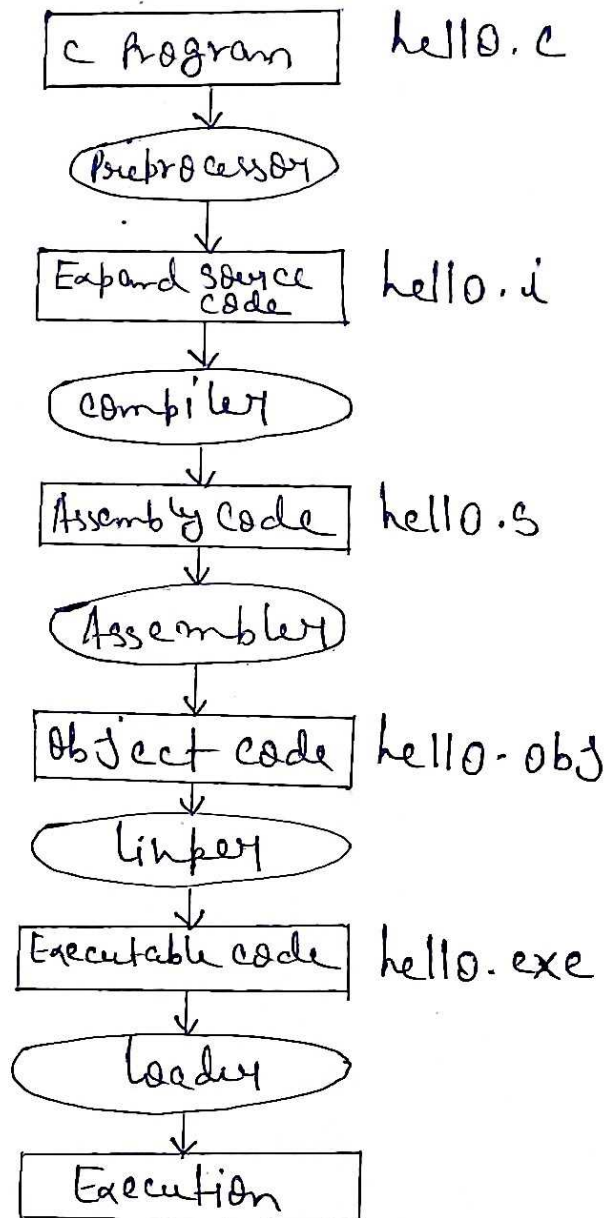 C Program hello.c
Preprocessor
Expand source hello.i
code
compiler
Assembly code hello.s
Assembler
Object code hello.obj
Linker
Executable code hello.exe
Loader
Execution